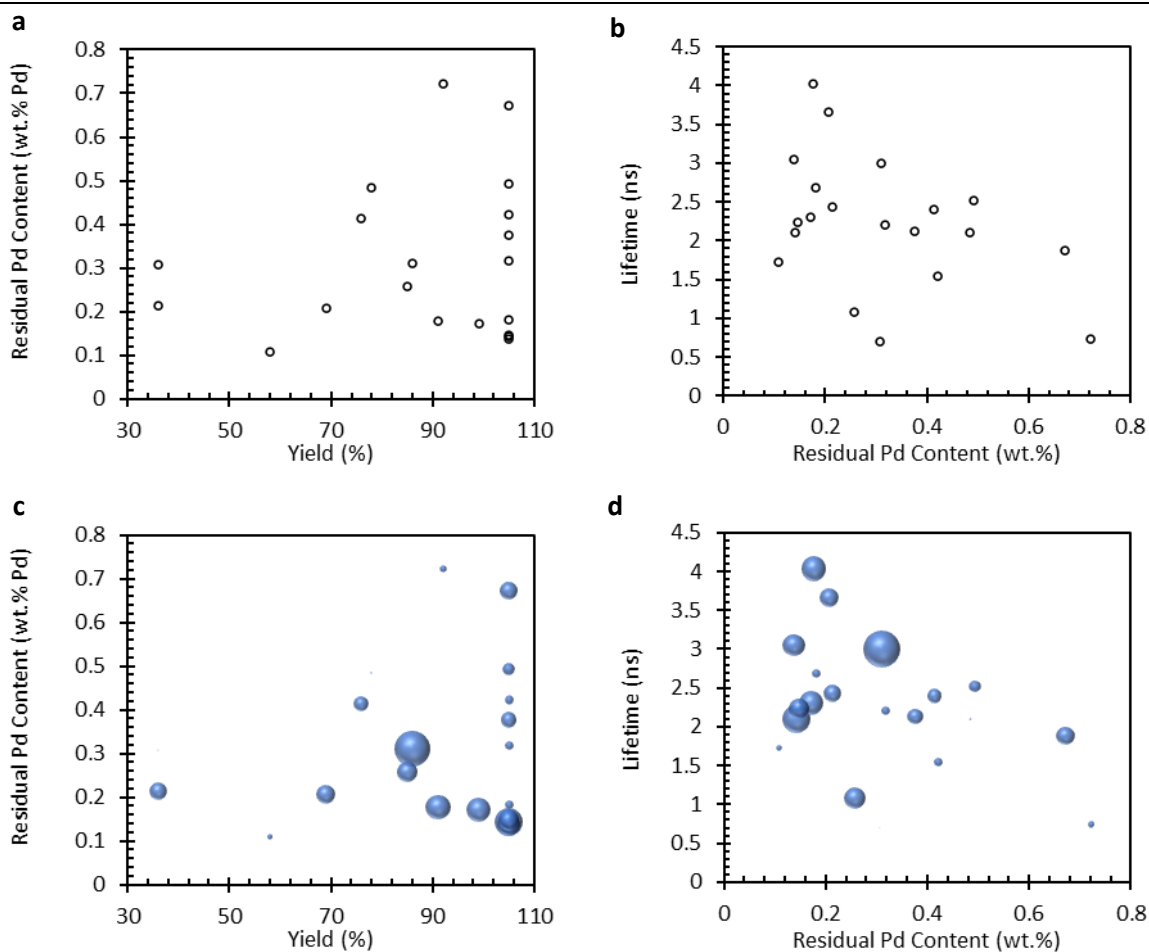 a
Residual Pd Content (wt.% Pd)
0.8
0.7
0.6
0.5
0.4
0.3
0.2
0.1
0
30 50 70 90 110
Yield (%)
b
Lifetime (ns)
4.5
4
3.5
3
2.5
2
1.5
1
0.5
0
0 0.2 0.4 0.6 0.8
Residual Pd Content (wt.%)
c
Residual Pd Content (wt.% Pd)
0.8
0.7
0.6
0.5
0.4
0.3
0.2
0.1
0
30 50 70 90 110
Yield (%)
d
Lifetime (ns)
4.5
4
3.5
3
2.5
2
1.5
1
0.5
0
0 0.2 0.4 0.6 0.8
Residual Pd Content (wt.%)